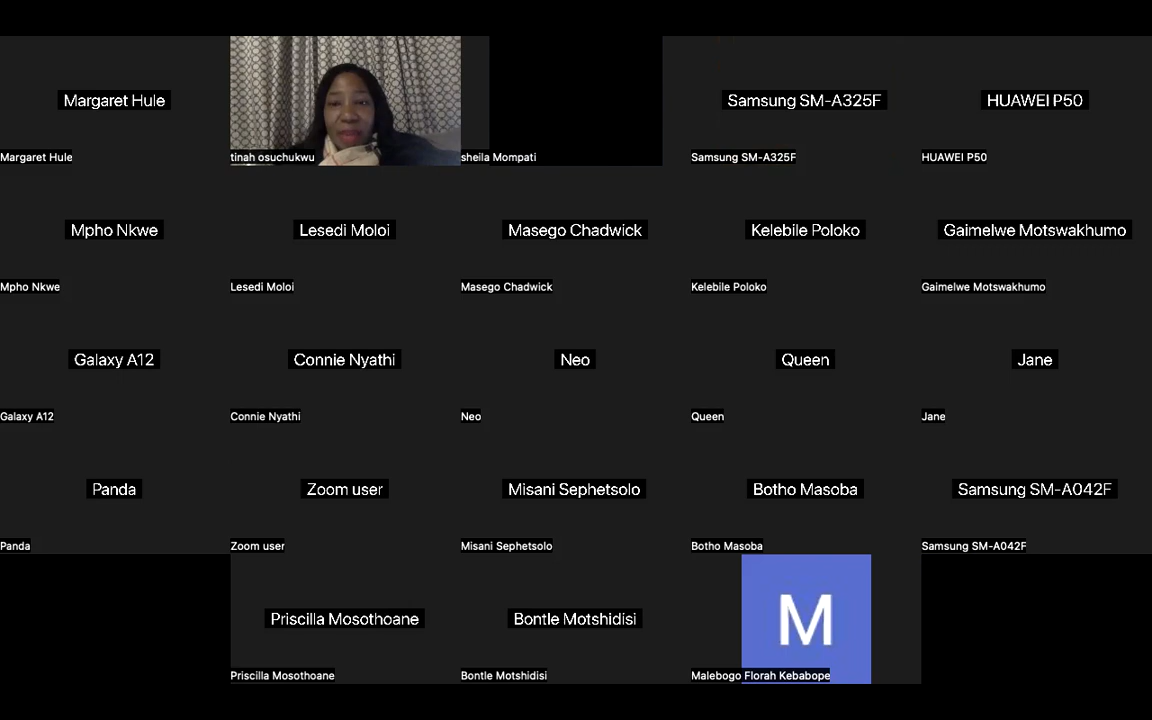 Margaret Hule
Margaret Hule
tinah osuchukwu
sheila Mompati
Samsung SM-A325F
Samsung SM-A325F
HUAWEI P50
HUAWEI P50
Mpho Nkwe
Mpho Nkwe
Lesedi Moloi
Lesedi Moloi
Masego Chadwick
Masego Chadwick
Kelebile Poloko
Kelebile Poloko
Gaimelwe Motswakhumo
Gaimelwe Motswakhumo
Galaxy A12
Galaxy A12
Connie Nyathi
Connie Nyathi
Neo
Neo
Queen
Queen
Jane
Jane
Panda
Panda
Zoom user
Zoom user
Misani Sephetsolo
Misani Sephetsolo
Botho Masoba
Botho Masoba
Samsung SM-A042F
Samsung SM-A042F
Priscilla Mosothoane
Priscilla Mosothoane
Bontle Motshidisi
Bontle Motshidisi
M
Malebogo Florah Kebabope